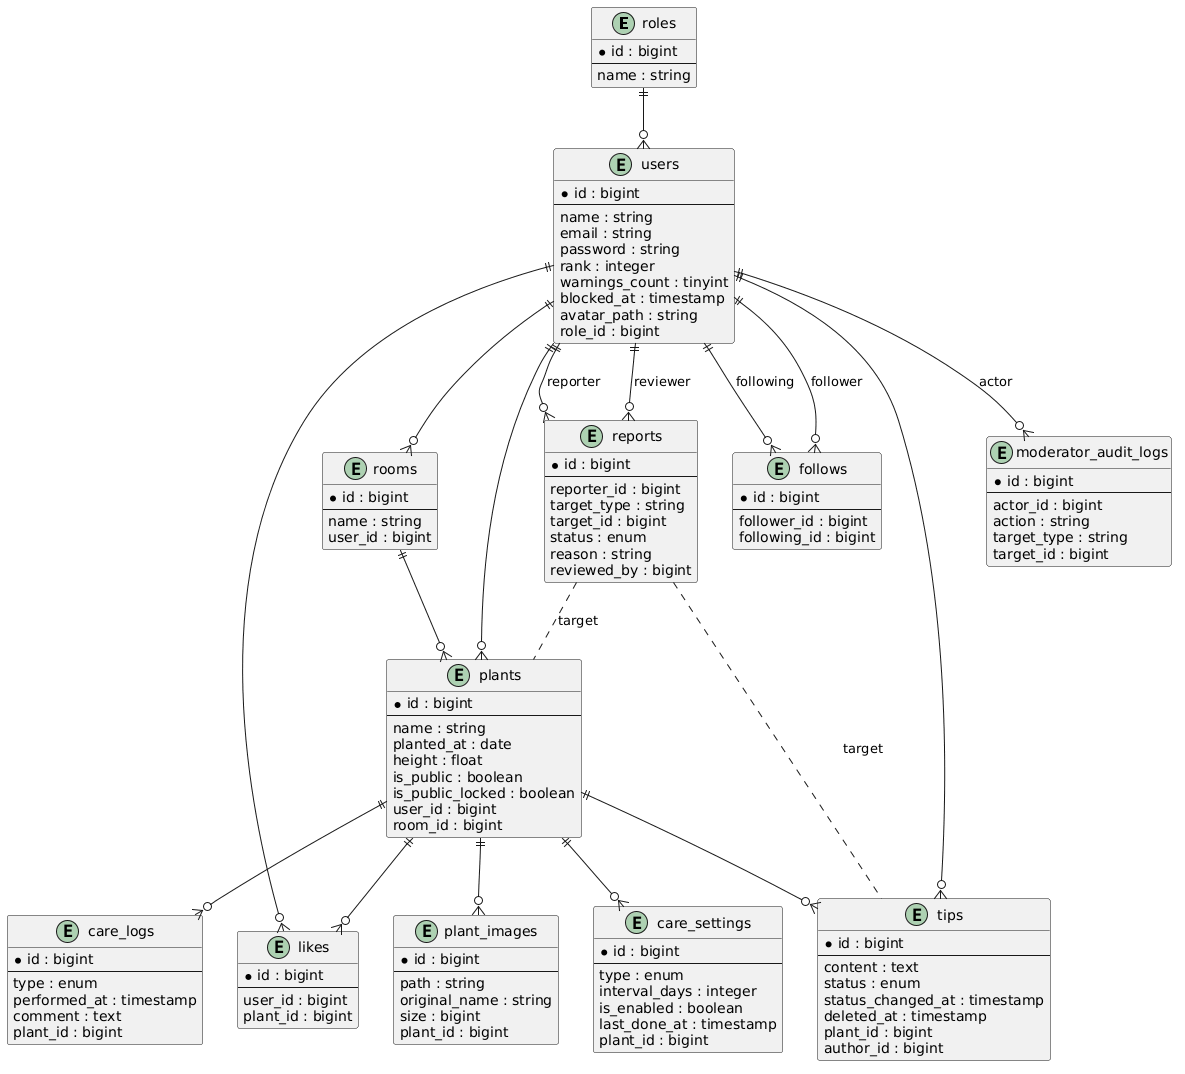 E roles
* id : bigint
name : string
E users
* id : bigint
name : string
email : string
password : string
rank : integer
warnings_count : tinyint
blocked_at : timestamp
avatar_path : string
role_id : bigint
reporter
reviewer
following
follower
actor
E rooms
* id : bigint
name : string
user_id : bigint
E reports
* id : bigint
reporter_id : bigint
target_type : string
target_id : bigint
status : enum
reason : string
reviewed_by : bigint
E follows
* id : bigint
follower_id : bigint
following_id : bigint
E moderator_audit_logs
* id : bigint
actor_id : bigint
action : string
target_type : string
target_id : bigint
target
target
E plants
* id : bigint
name : string
planted_at : date
height : float
is_public : boolean
is_public_locked : boolean
user_id : bigint
room_id : bigint
E care_logs
* id : bigint
type : enum
performed_at : timestamp
comment : text
plant_id : bigint
E likes
* id : bigint
user_id : bigint
plant_id : bigint
E plant_images
* id : bigint
path : string
original_name : string
size : bigint
plant_id : bigint
E care_settings
* id : bigint
type : enum
interval_days : integer
is_enabled : boolean
last_done_at : timestamp
plant_id : bigint
E tips
* id : bigint
content : text
status : enum
status_changed_at : timestamp
deleted_at : timestamp
plant_id : bigint
author_id : bigint